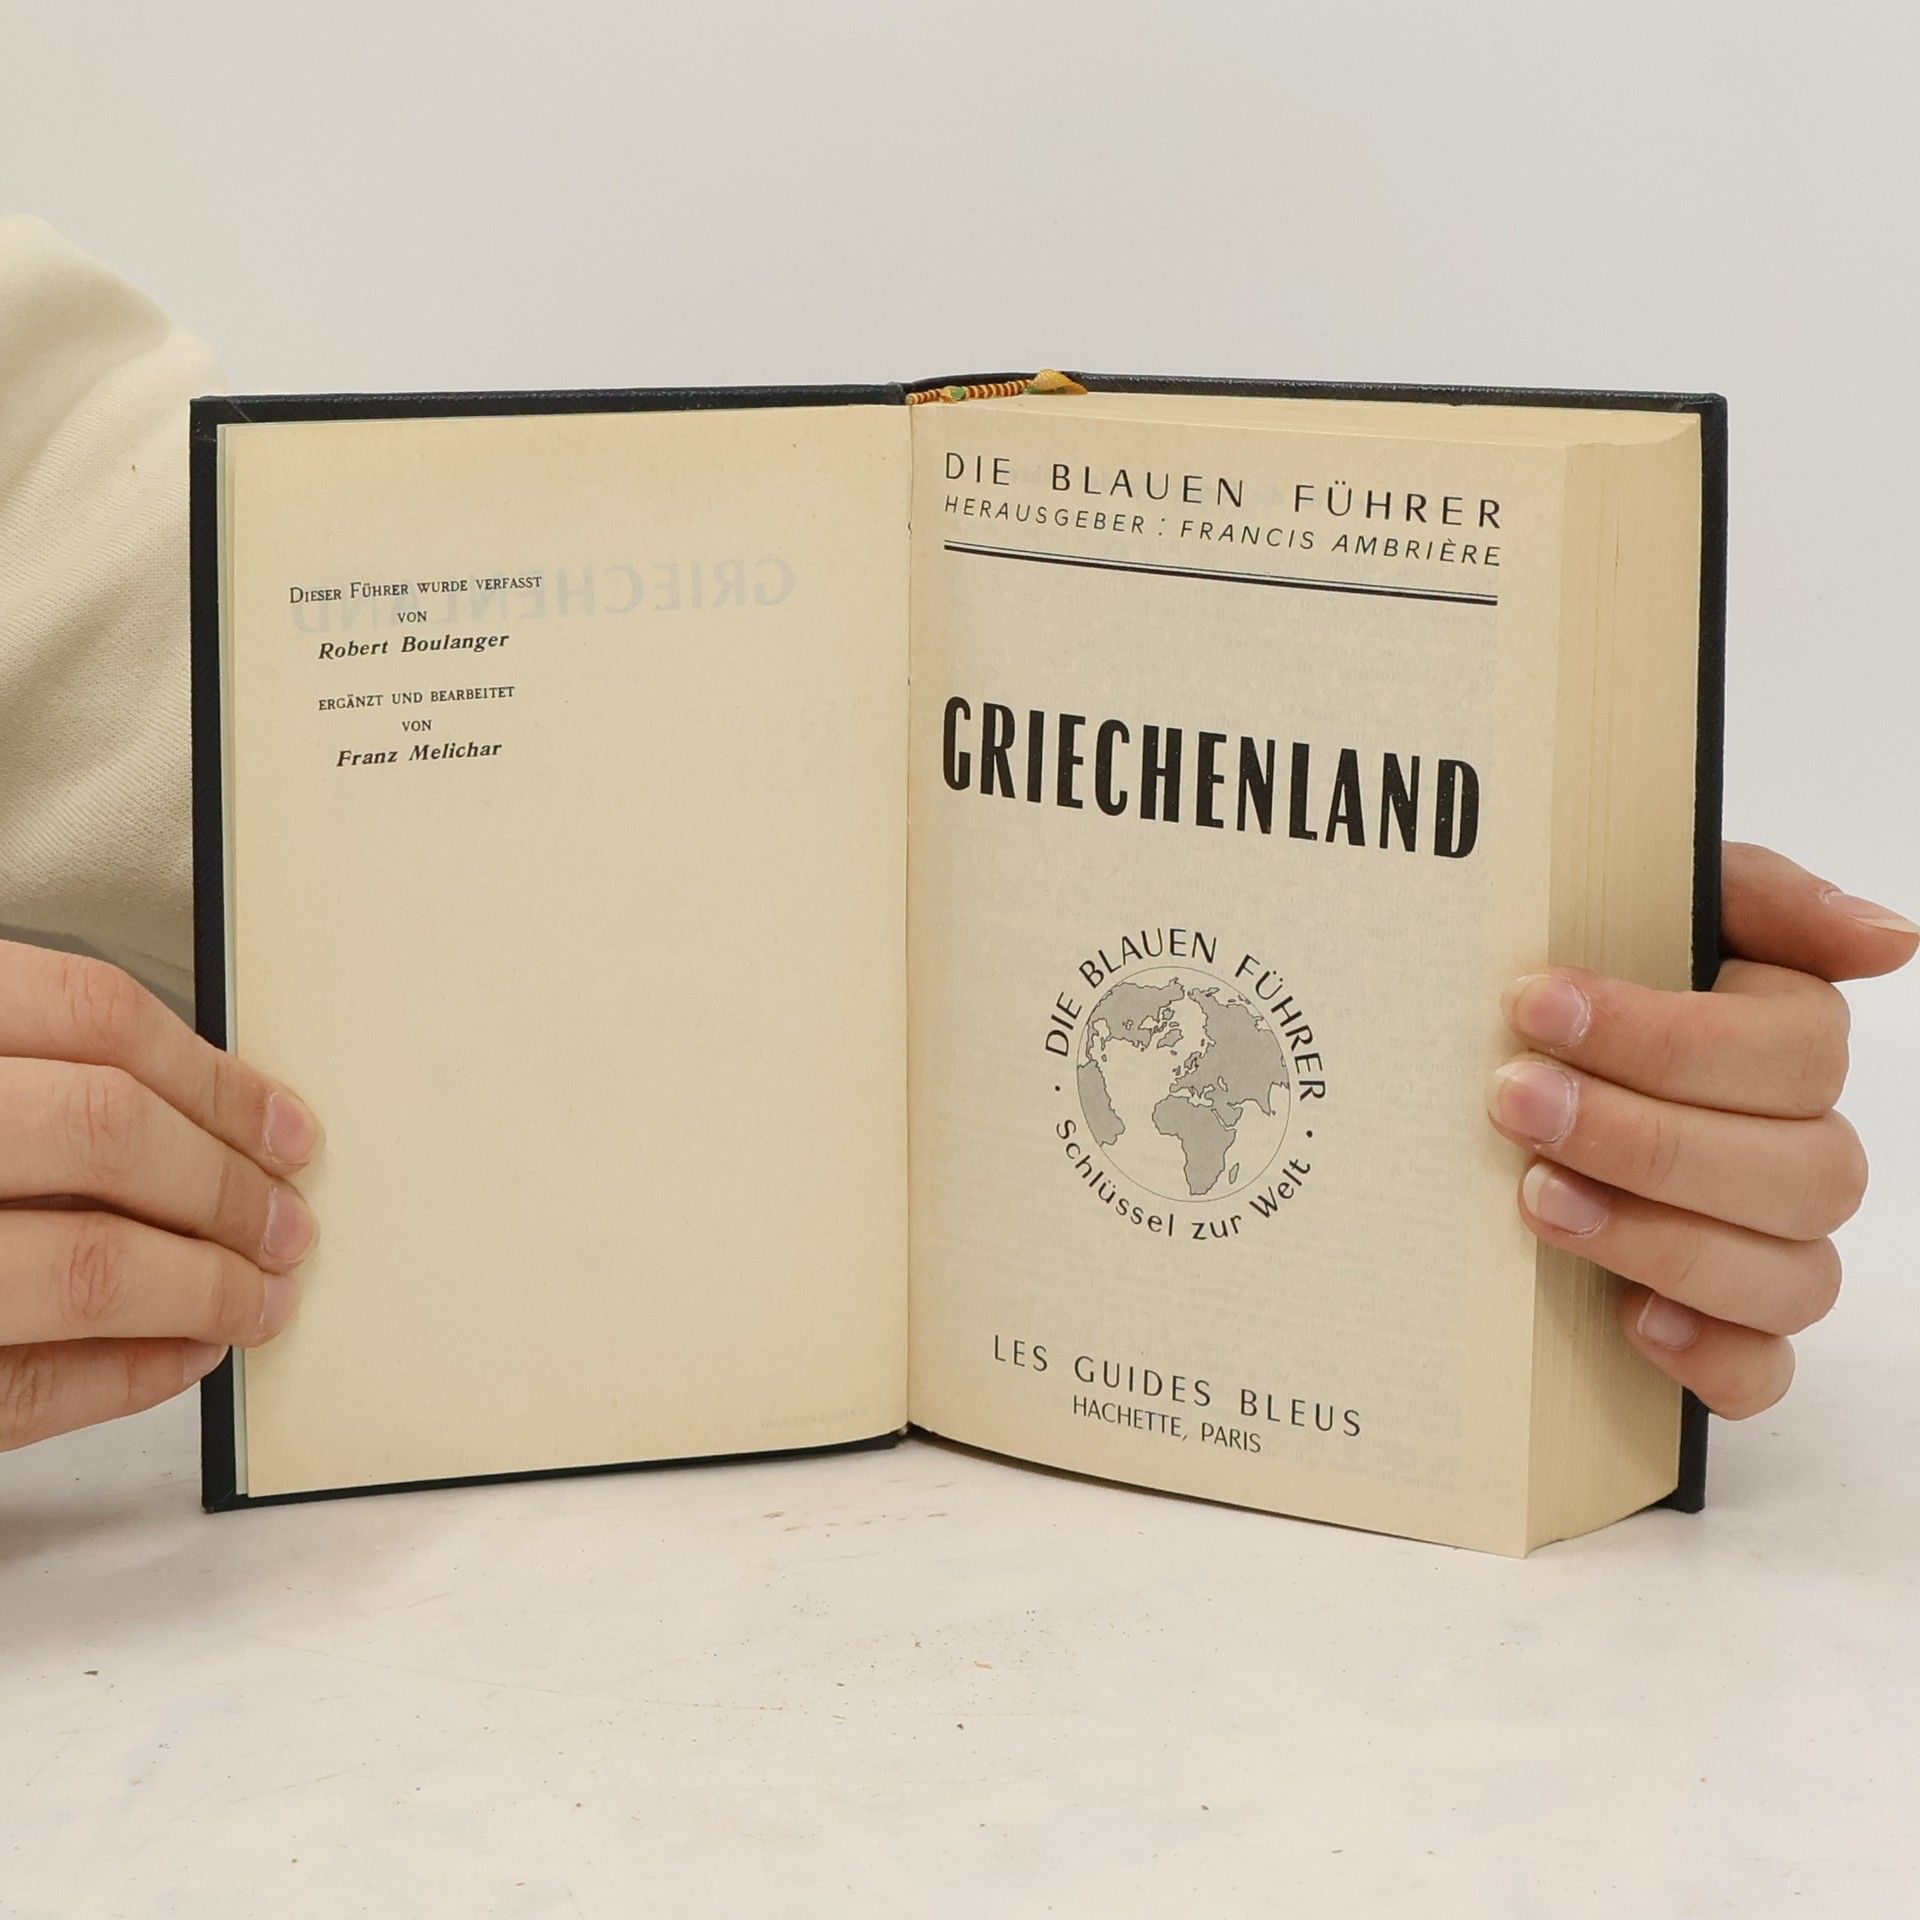 DIESER FÜHRER WURDE VERFASST
VON
Robert Boulanger
ERGÄNZT UND BEARBEITET
VON
Franz Melichar
GRIECHENLAND
DIE BLAUEN FÜHRER
HERAUSGEBER : FRANCIS AMBRIÈRE
GRIECHENLAND
· DIE BLAUEN FÜHRER ·
Schlüssel zur Welt
LES GUIDES BLEUS
HACHETTE, PARIS